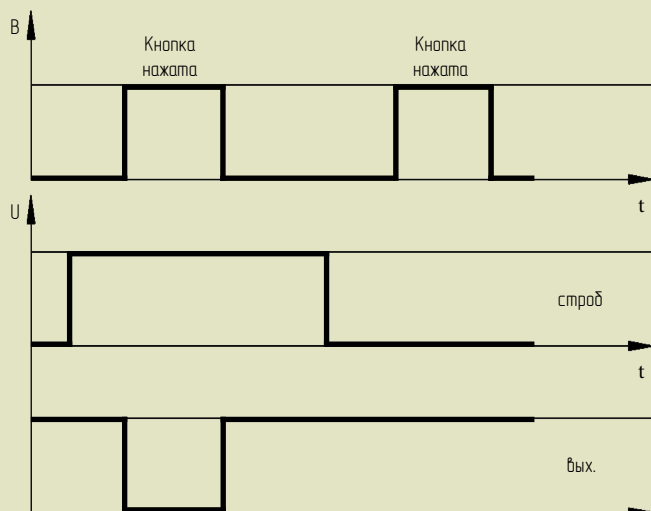 В
Кнопка
нажата
Кнопка
нажата
t
U
строб
t
вых.